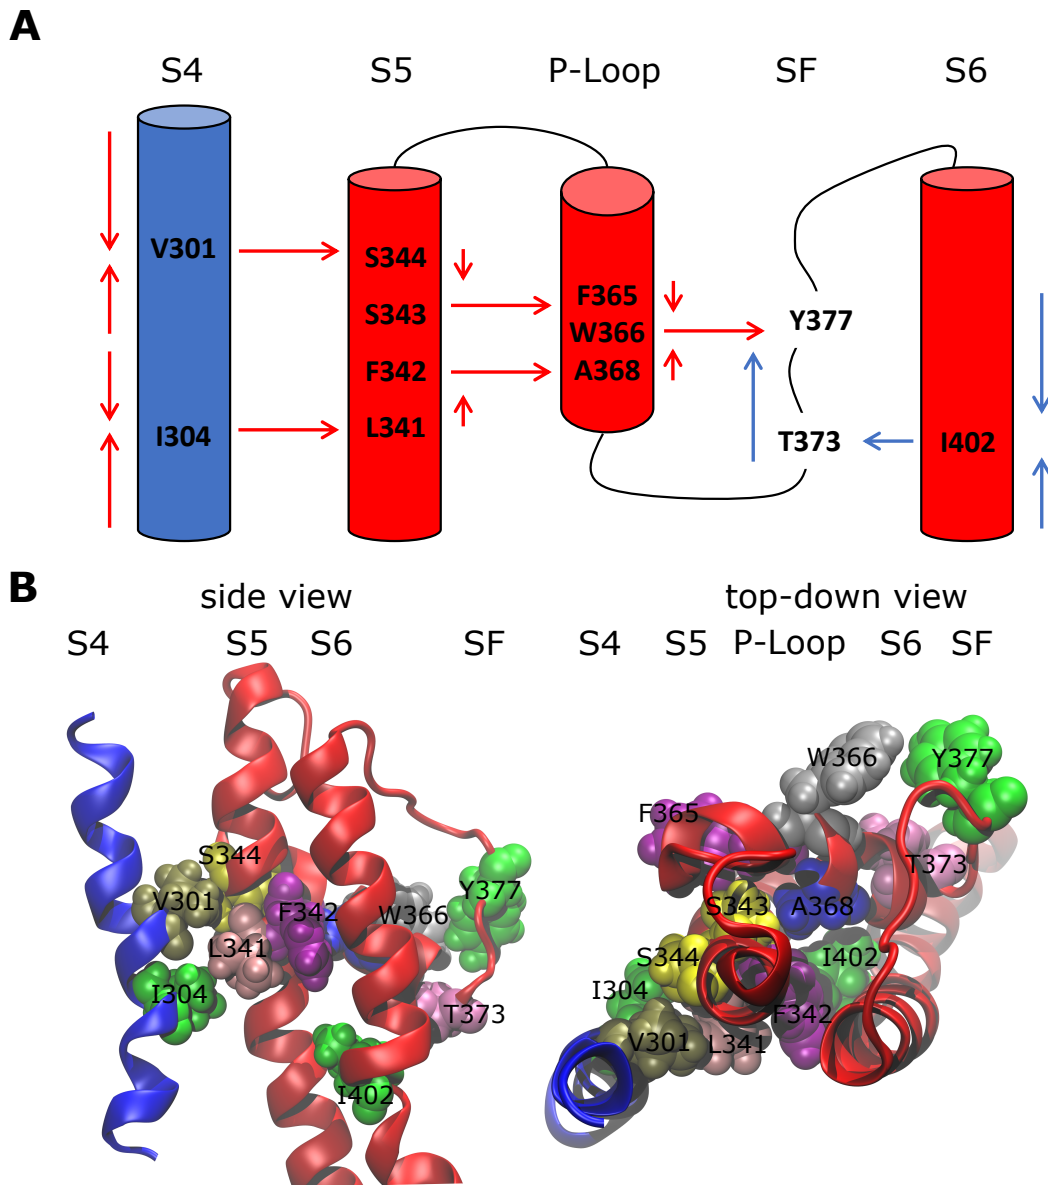 A
S4 S5 P-Loop SF S6
V301 S344
F365
S343 Y377
W366
F342 A368
L341
I304 T373 I402
B
side view top-down view
S4 S5 S6 SF S4 S5 P-Loop S6 SF
W366 Y377
F365
S344 T373
V301 F342 W366 Y377 S343 A368
L341 S344 I402
I304 T373 I304 F342
V301 L341
I402